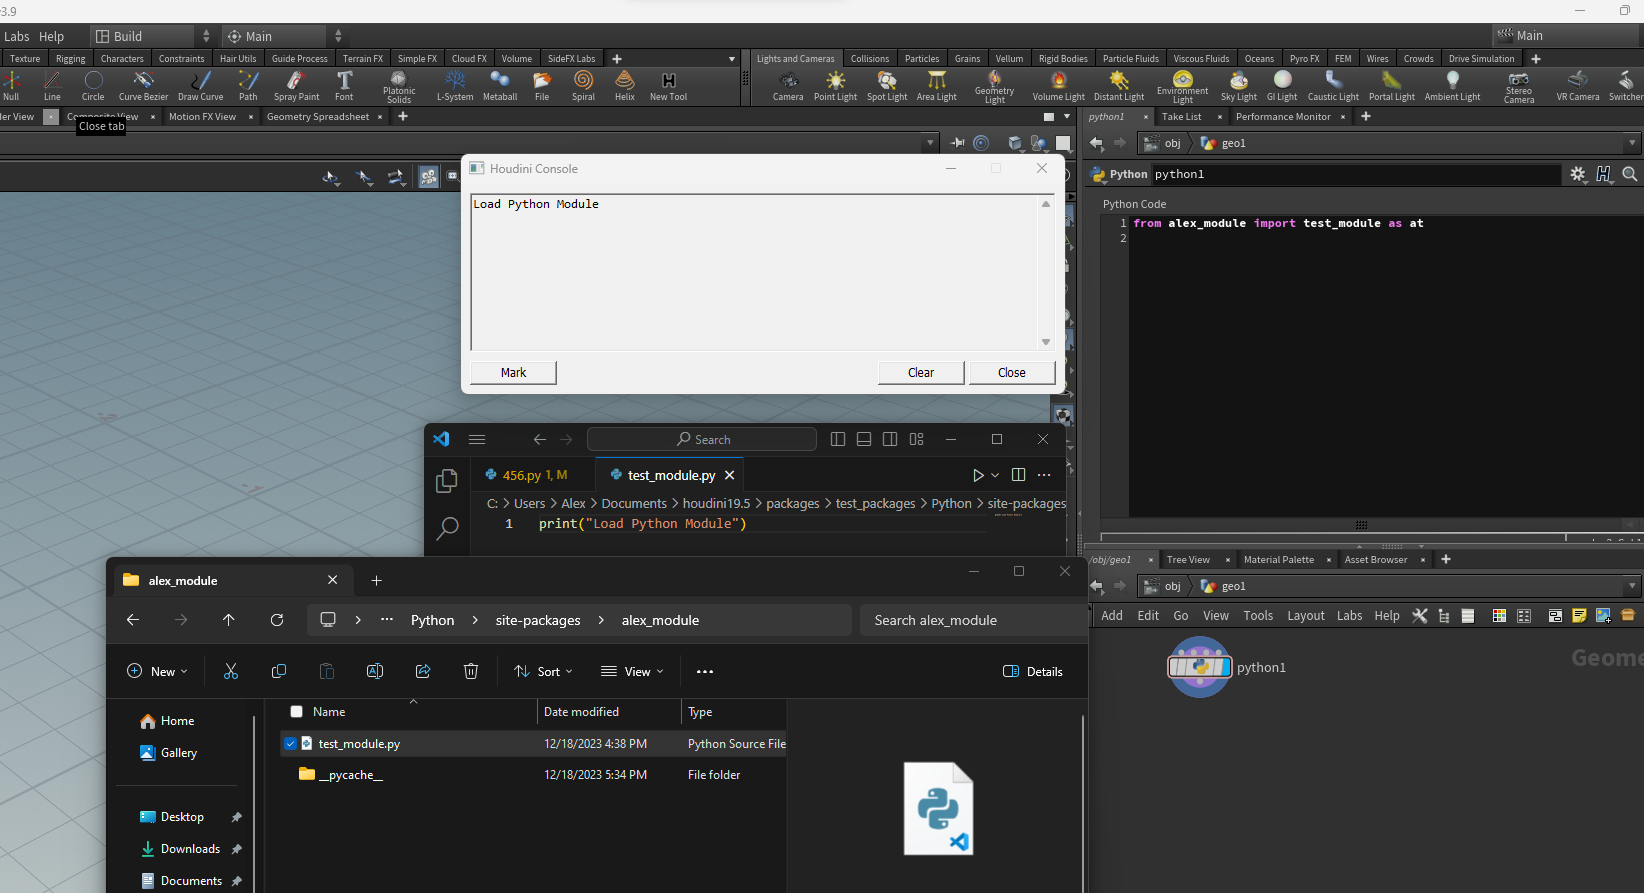 3.9
Labs Help Build Main Main
Texture Rigging Characters Constraints Hair Utils Guide Process Terrain FX Simple FX Cloud FX Volume SideFX Labs
Lights and Cameras Collisions Particles Grains Vellum Rigid Bodies Particle Fluids Viscous Fluids Oceans Pyro FX FEM Wires Crowds Drive Simulation
Null Line Circle Curve Bezier Draw Curve Path Spray Paint Font Platonic Solids L-System Metaball File Spiral Helix New Tool
Camera Point Light Spot Light Area Light Geometry Light Volume Light Distant Light Environment Light Sky Light GI Light Caustic Light Portal Light Ambient Light Stereo Camera VR Camera Switcher
der View Composite View Motion FX View Geometry Spreadsheet
Close tab
python1 Take List Performance Monitor
obj geo1
Python python1
Python Code
1 from alex_module import test_module as at
2
Houdini Console
Load Python Module
Mark Clear Close
Search
456.py 1, M test_module.py
C: > Users > Alex > Documents > houdini19.5 > packages > test_packages > Python > site-packages
1 print("Load Python Module")
alex_module
Python > site-packages > alex_module
Search alex_module
New Sort View Details
Name Date modified Type
test_module.py 12/18/2023 4:38 PM Python Source File
__pycache__ 12/18/2023 5:34 PM File folder
Home
Gallery
Desktop
Downloads
Documents
/obj/geo1 Tree View Material Palette Asset Browser
obj geo1
Add Edit Go View Tools Layout Labs Help
python1
Geome